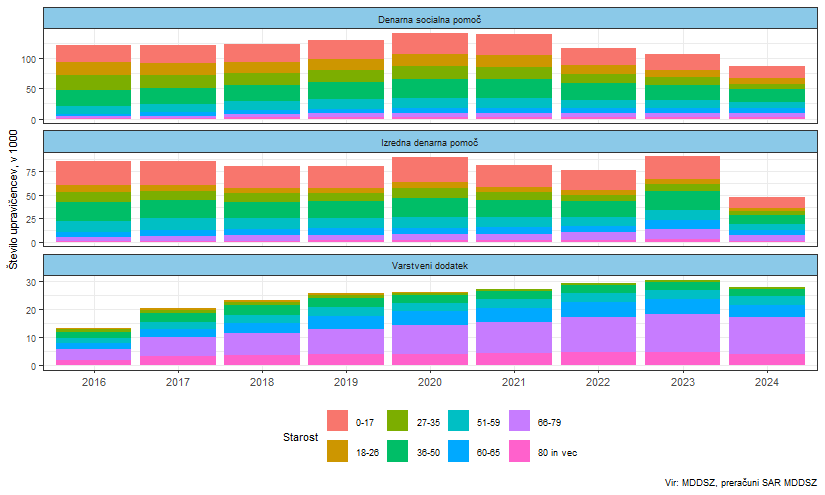 Denarna socialna pomoč
100
50
0
Izredna denarna pomoč
75
50
25
0
Varstveni dodatek
30
20
10
0
Število upravičencev, v 1000
2016 2017 2018 2019 2020 2021 2022 2023 2024
Starost
0-17 27-35 51-59 66-79
18-26 36-50 60-65 80 in vec
Vir: MDDSZ, preračuni SAR MDDSZ